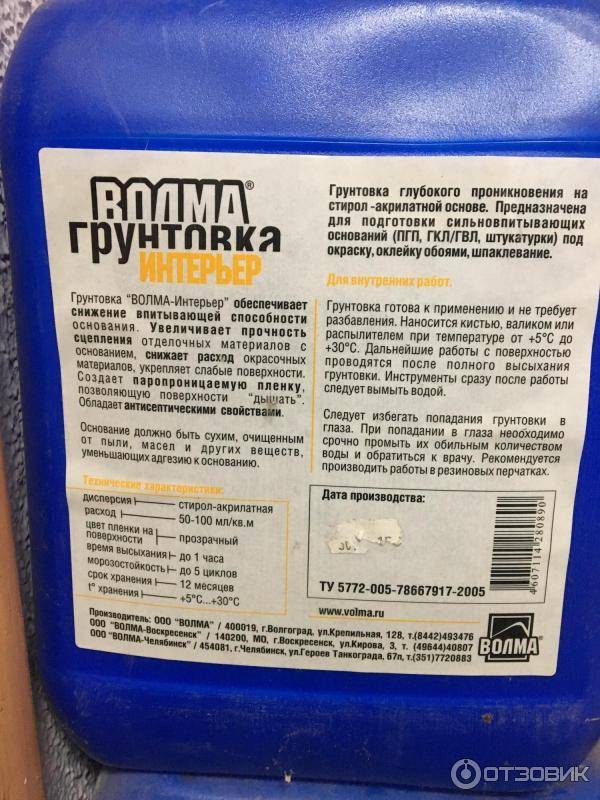 ВОЛМА®
грунтовка
ИНТЕРЬЕР
Грунтовка "ВОЛМА-Интерьер" обеспечивает
снижение впитывающей способности
основания. Увеличивает прочность
сцепления отделочных материалов с
основанием, снижает расход окрасочных
материалов, укрепляет слабые поверхности.
Создает паропроницаемую пленку,
позволяющую поверхности "дышать".
Обладает антисептическими свойствами.
Основание должно быть сухим, очищенным
от пыли, масел и других веществ,
уменьшающих адгезию к основанию.
Технические характеристики:
дисперсия стирол-акрилатная
расход 50-100 мл/кв.м
цвет пленки на
поверхности прозрачный
время высыхания до 1 часа
морозостойкость до 5 циклов
срок хранения 12 месяцев
t° хранения +5°С...+30°С
Грунтовка глубокого проникновения на
стирол -акрилатной основе. Предназначена
для подготовки сильновпитывающих
оснований (ПГП, ГКЛ/ГВЛ, штукатурки) под
окраску, оклейку обоями, шпаклевание.
Для внутренних работ.
Грунтовка готова к применению и не требует
разбавления. Наносится кистью, валиком или
распылителем при температуре от +5°С до
+30°С. Дальнейшие работы с поверхностью
проводятся после полного высыхания
грунтовки. Инструменты сразу после работы
следует вымыть водой.
Следует избегать попадания грунтовки в
глаза. При попадании в глаза необходимо
срочно промыть их обильным количеством
воды и обратиться к врачу. Рекомендуется
производить работы в резиновых перчатках.
Дата производства:
ТУ 5772-005-78667917-2005
4607114280890
www.volma.ru
Производитель: ООО "ВОЛМА" / 400019, г.Волгоград, ул.Крепильная, 128, т.(8442)493476
ООО "ВОЛМА-Воскресенск" / 140200, МО, г.Воскресенск, ул.Кирова, 3, т. (49644)40807
ООО "ВОЛМА-Челябинск" / 454081, г.Челябинск, ул.Героев Танкограда, 67п, т.(351)7720883
ВОЛМА
ОТЗОВИК